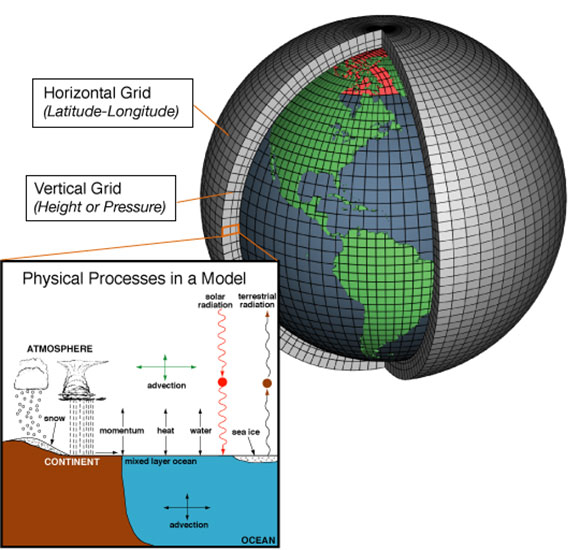 Horizontal Grid
(Latitude-Longitude)
Vertical Grid
(Height or Pressure)
Physical Processes in a Model
solar
radiation
terrestrial
radiation
ATMOSPHERE
advection
snow
momentum
heat
water
sea ice
CONTINENT
mixed layer ocean
advection
OCEAN